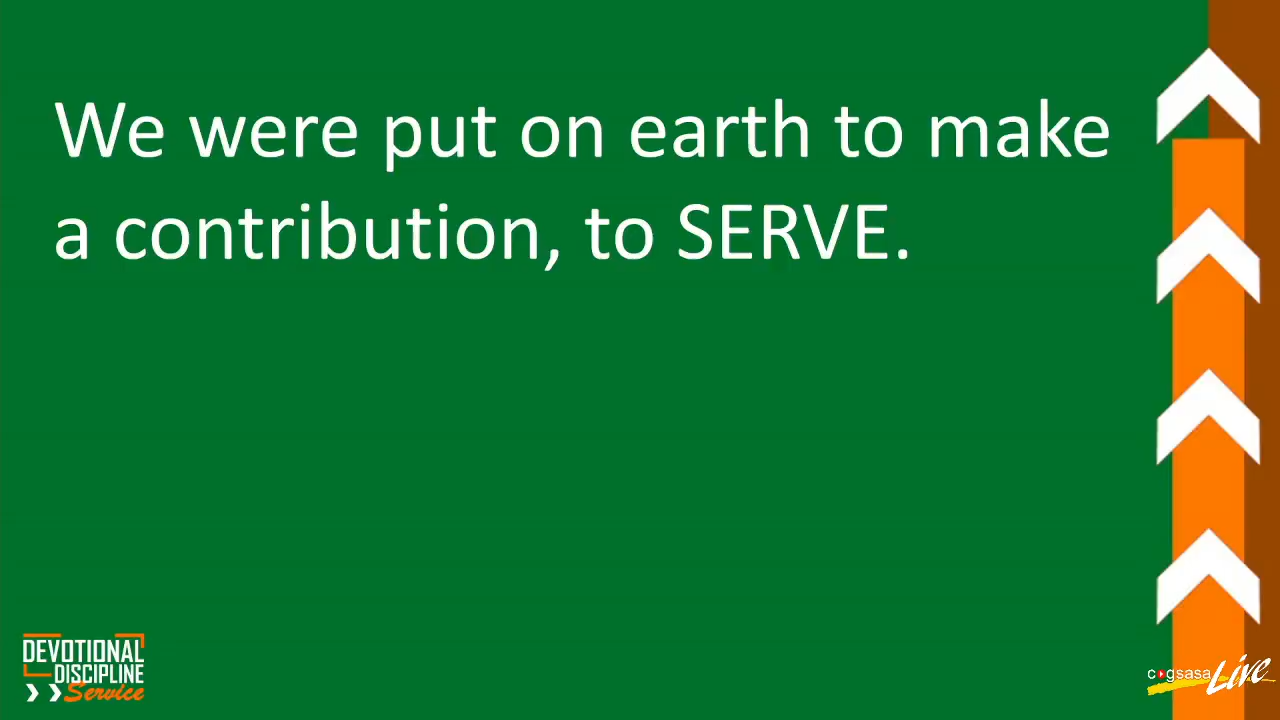 We were put on earth to make
a contribution, to SERVE.
DEVOTIONAL
DISCIPLINE
Service
cogsasa Live